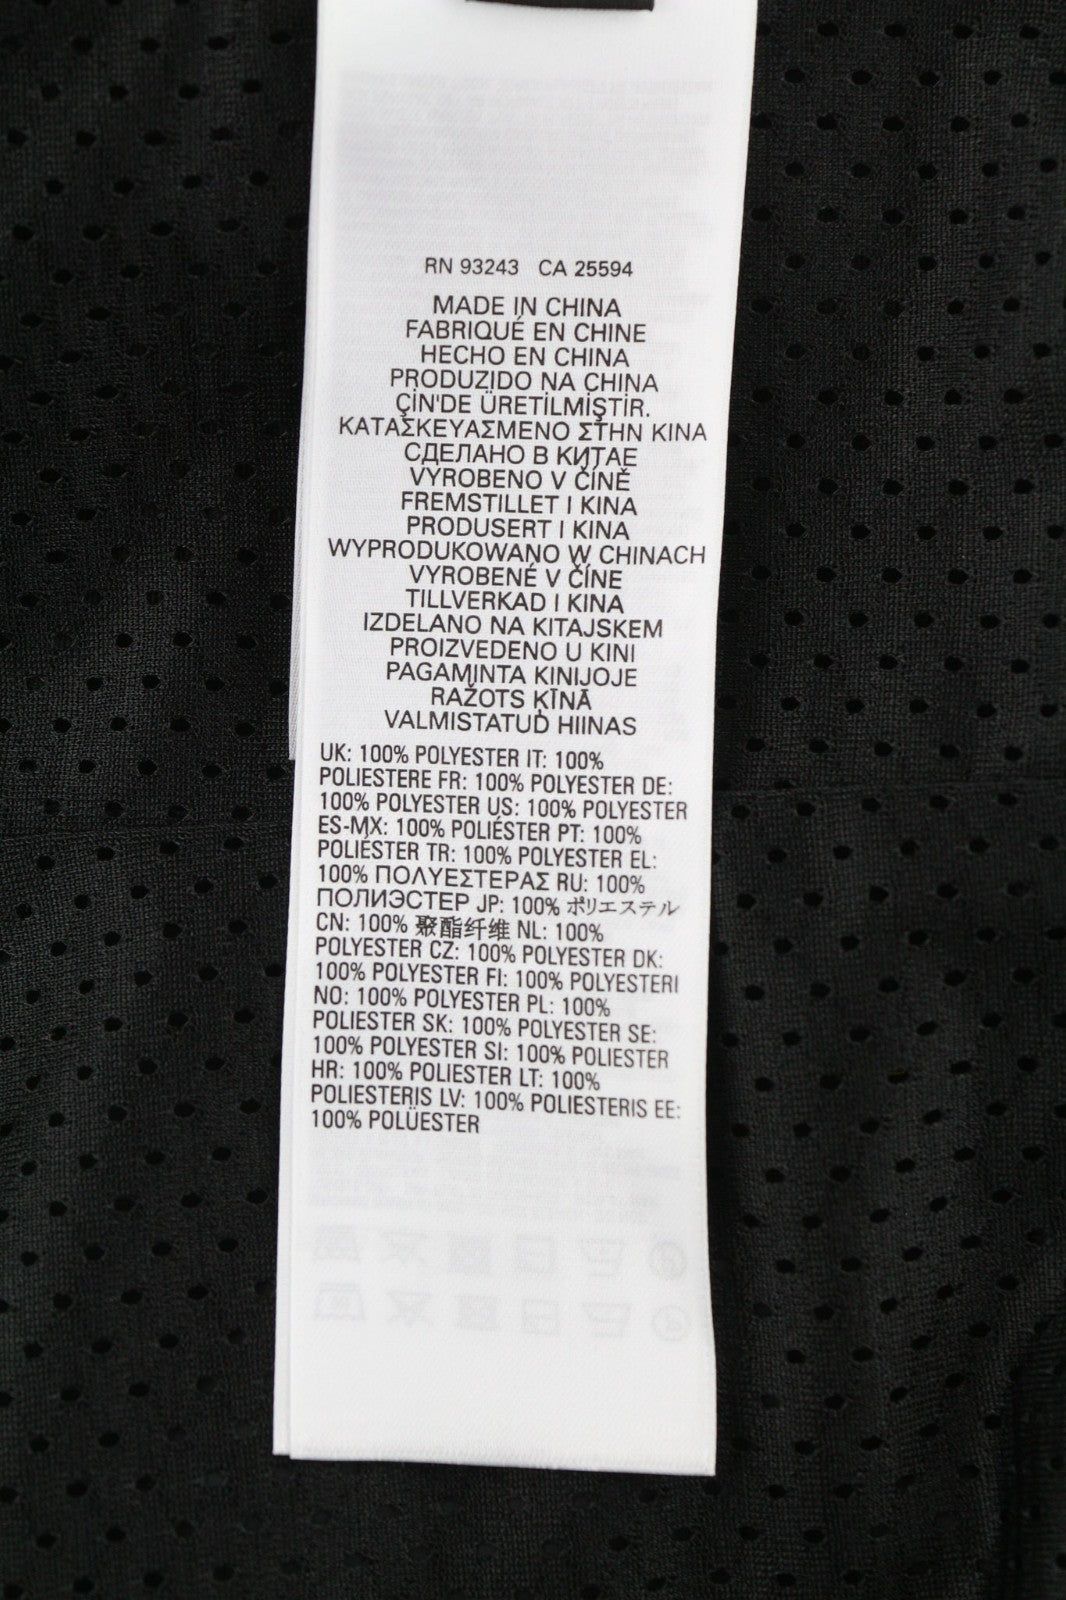 RN 93243 CA 25594
MADE IN CHINA
FABRIQUÉ EN CHINE
HECHO EN CHINA
PRODUZIDO NA CHINA
ÇİN'DE ÜRETİLMİŞTİR.
ΚΑΤΑΣΚΕΥΑΣΜΕΝΟ ΣΤΗΝ ΚΙΝΑ
СДЕЛАНО В КИТАЕ
VYROBENO V ČÍNĚ
FREMSTILLET I KINA
PRODUSERT I KINA
WYPRODUKOWANO W CHINACH
VYROBENÉ V ČÍNE
TILLVERKAD I KINA
IZDELANO NA KITAJSKEM
PROIZVEDENO U KINI
PAGAMINTA KINIJOJE
RAŽOTS ĶĪNĀ
VALMISTATUD HIINAS
UK: 100% POLYESTER IT: 100%
POLIESTERE FR: 100% POLYESTER DE:
100% POLYESTER US: 100% POLYESTER
ES-MX: 100% POLIÉSTER PT: 100%
POLIÉSTER TR: 100% POLYESTER EL:
100% ΠΟΛΥΕΣΤΕΡΑΣ RU: 100%
ПОЛИЭСТЕР JP: 100% ポリエステル
CN: 100% 聚酯纤维 NL: 100%
POLYESTER CZ: 100% POLYESTER DK:
100% POLYESTER FI: 100% POLYESTERI
NO: 100% POLYESTER PL: 100%
POLIESTER SK: 100% POLYESTER SE:
100% POLYESTER SI: 100% POLIESTER
HR: 100% POLIESTER LT: 100%
POLIESTERIS LV: 100% POLIESTERIS EE:
100% POLÜESTER